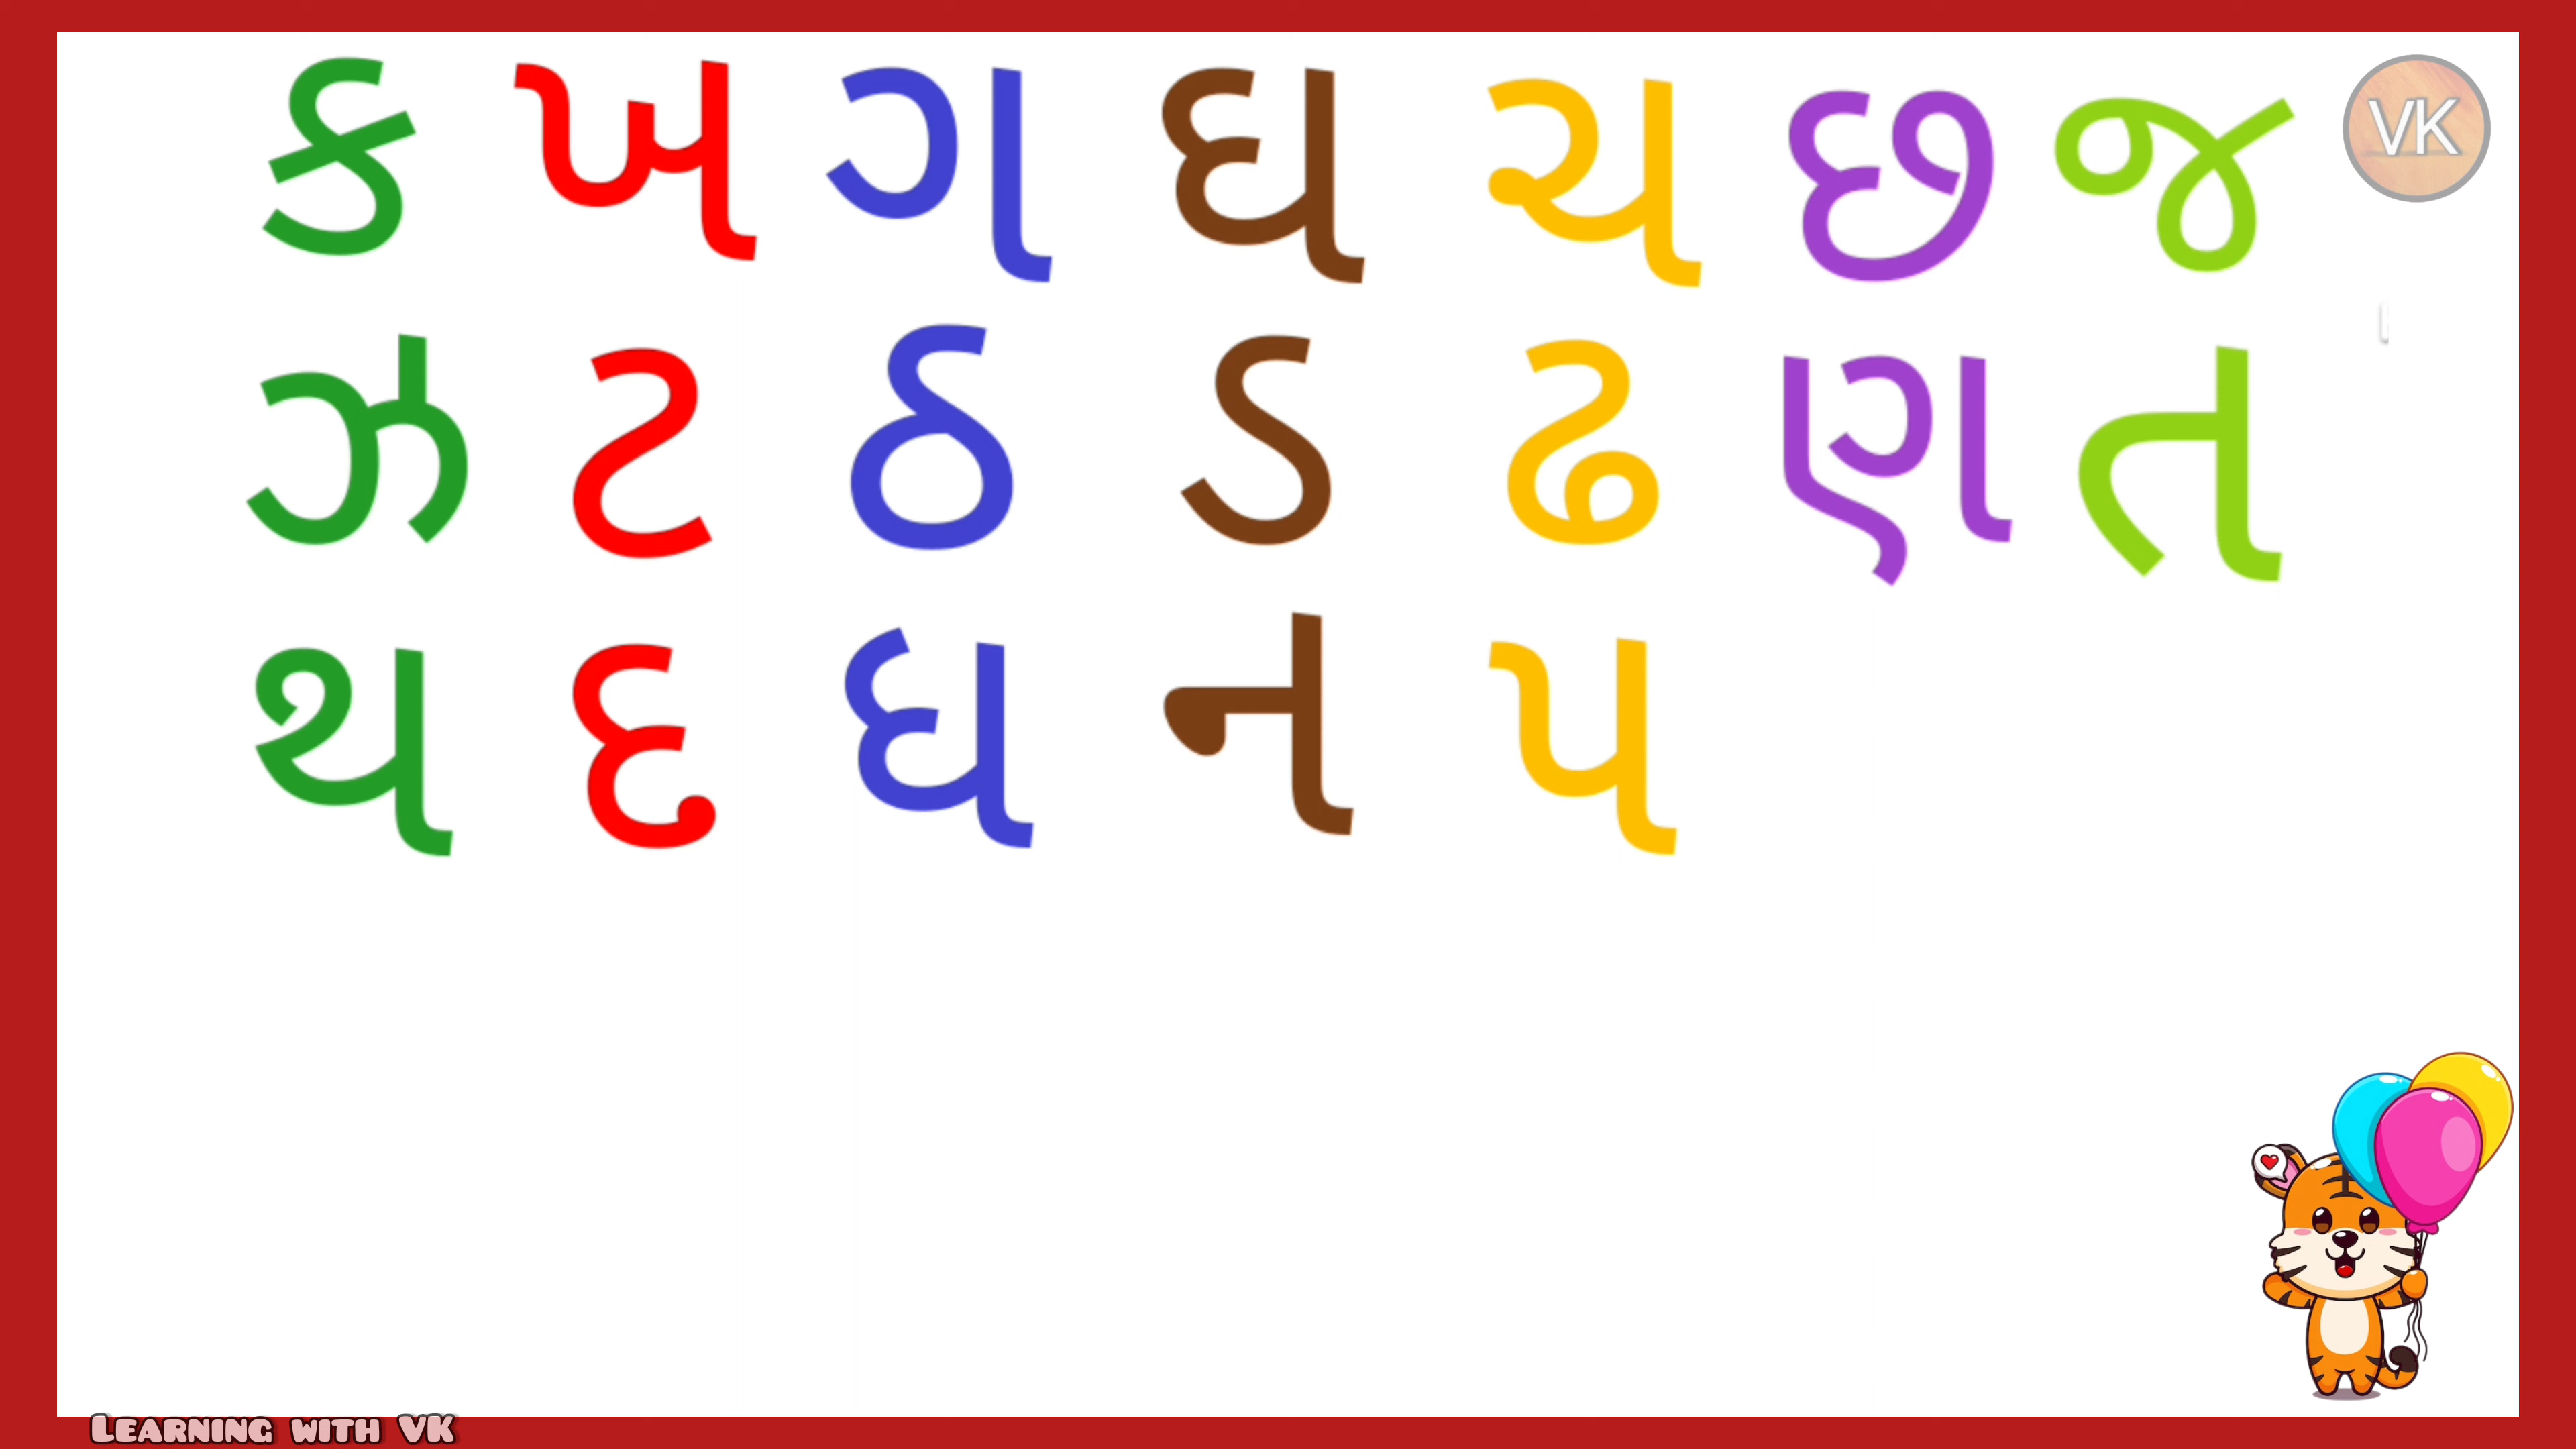 ક ખ ગ ઘ ચ છ જ
VK
ઝ ટ ઠ ડ ઢ ણ ત
થ દ ધ ન પ
LEARNING WITH VK